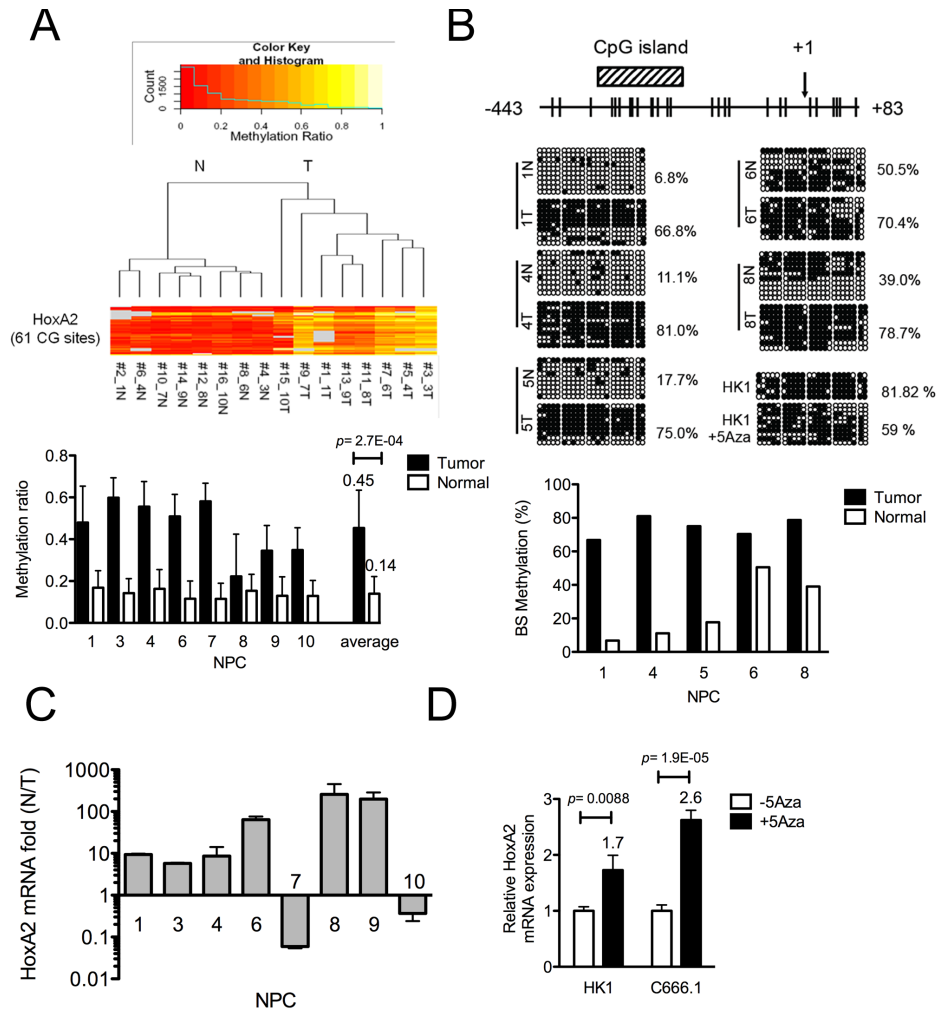 A
Color Key
and Histogram
Count
0 1500
0 0.2 0.4 0.6 0.8 1
Methylation Ratio
N T
HoxA2
(61 CG sites)
#2_1N
#6_4N
#10_7N
#14_9N
#12_8N
#16_10N
#8_6N
#4_3N
#15_10T
#9_7T
#1_1T
#13_9T
#11_8T
#7_6T
#5_4T
#3_3T
p= 2.7E-04
Tumor
Normal
0.45
0.14
Methylation ratio
0.8
0.6
0.4
0.2
0.0
1 3 4 6 7 8 9 10 average
NPC
B
CpG island
+1
-443
+83
1N
6.8%
1T
66.8%
4N
11.1%
4T
81.0%
5N
17.7%
5T
75.0%
6N
50.5%
6T
70.4%
8N
39.0%
8T
78.7%
HK1
81.82 %
HK1
+5Aza
59 %
Tumor
Normal
BS Methylation (%)
100
80
60
40
20
0
1 4 5 6 8
NPC
C
HoxA2 mRNA fold (N/T)
1000
100
10
1
0.1
0.01
7
10
1 3 4 6 8 9
NPC
D
p= 1.9E-05
p= 0.0088
2.6
1.7
-5Aza
+5Aza
Relative HoxA2
mRNA expression
3
2
1
0
HK1 C666.1